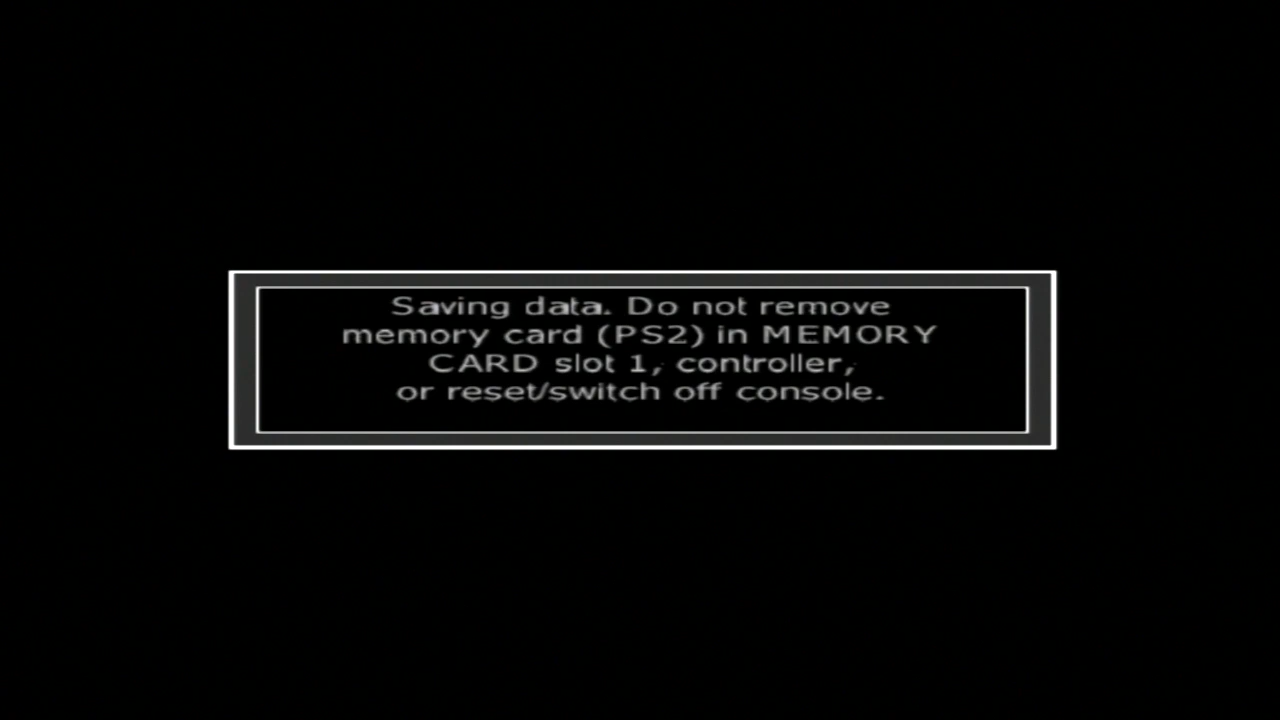 Saving data. Do not remove
memory card (PS2) in MEMORY
CARD slot 1, controller,
or reset/switch off console.